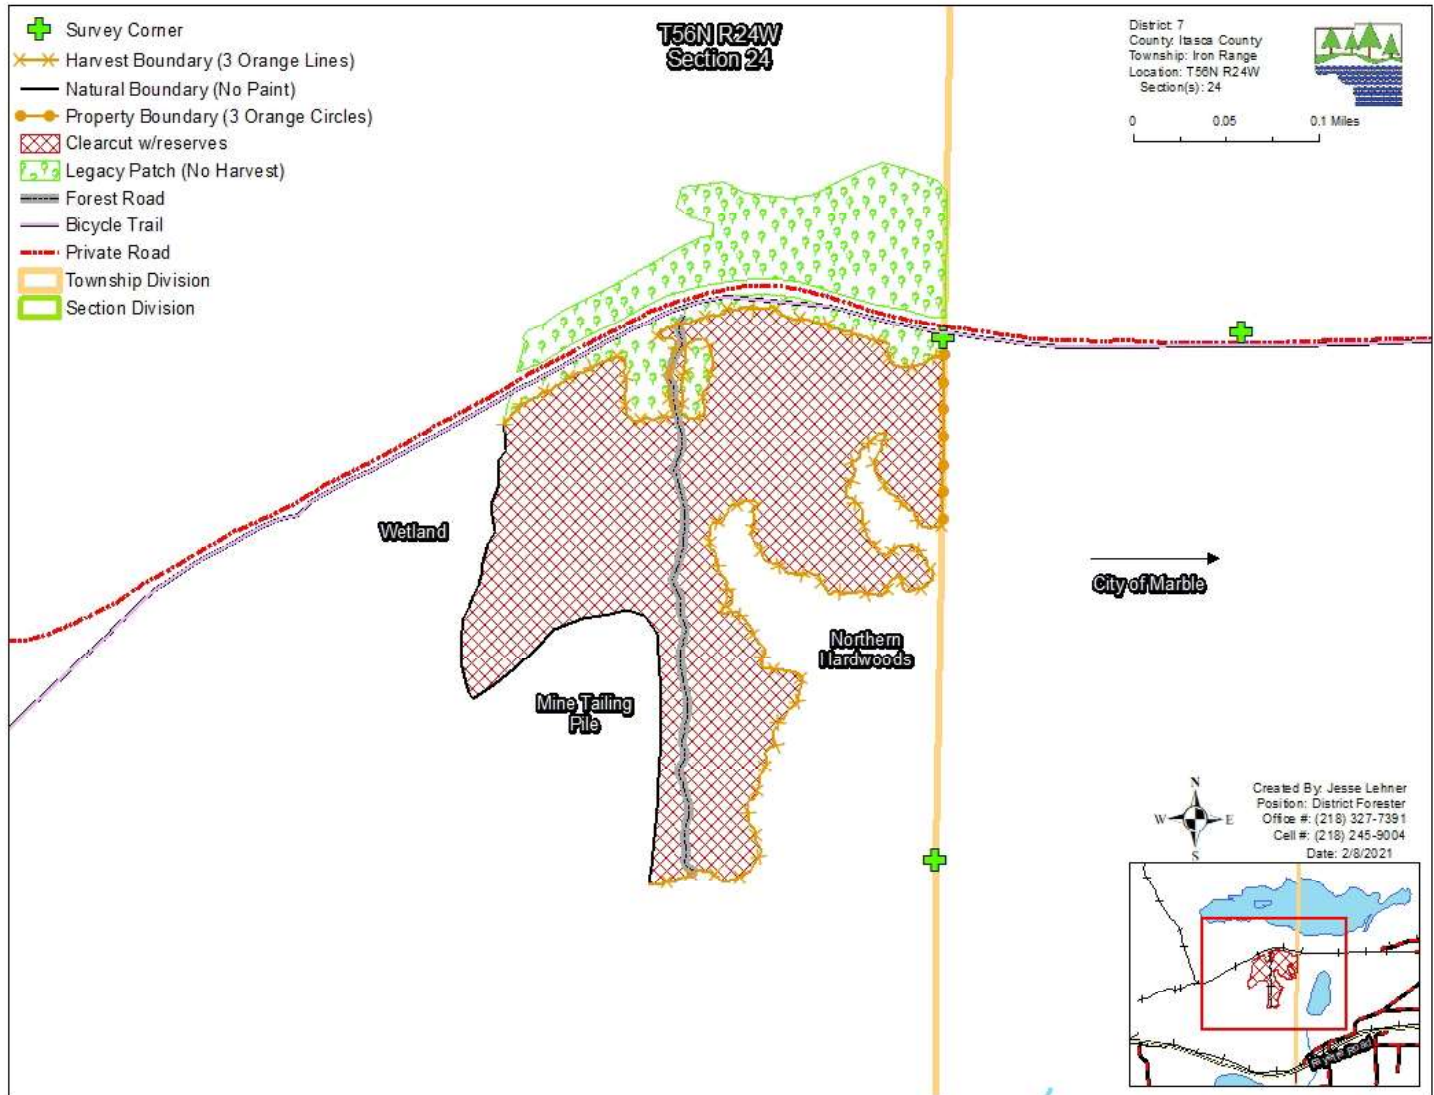 T56N R24W
Section 24
Survey Corner
Harvest Boundary (3 Orange Lines)
Natural Boundary (No Paint)
Property Boundary (3 Orange Circles)
Clearcut w/reserves
Legacy Patch (No Harvest)
Forest Road
Bicycle Trail
Private Road
Township Division
Section Division
District: 7
County: Itasca County
Township: Iron Range
Location: T56N R24W
Section(s): 24
0 0.05 0.1 Miles
Wetland
City of Marble
Northern
Hardwoods
Mine Tailing
Pile
N
W E
S
Created By: Jesse Lehner
Position: District Forester
Office #: (218) 327-7391
Cell #: (218) 245-9004
Date: 2/8/2021
Road